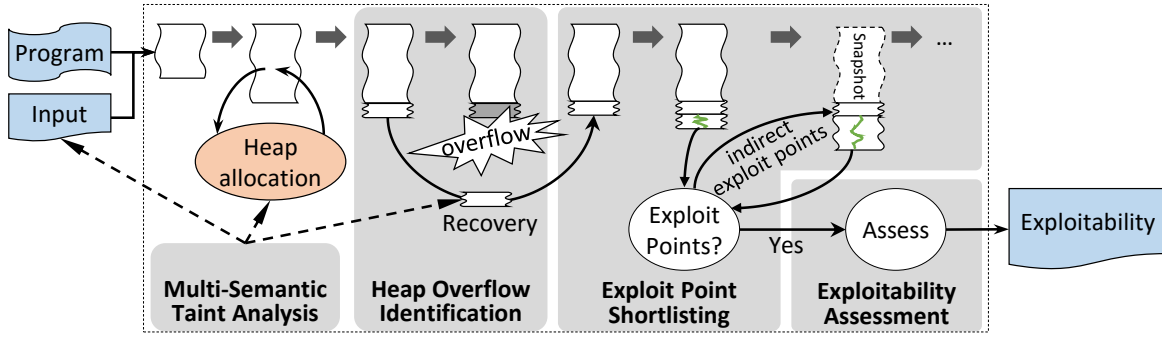 Program
Input
Heap
allocation
overflow
Recovery
Snapshot
...
indirect
exploit points
Exploit
Points?
Yes
Assess
Exploitability
Multi-Semantic
Taint Analysis
Heap Overflow
Identification
Exploit Point
Shortlisting
Exploitability
Assessment